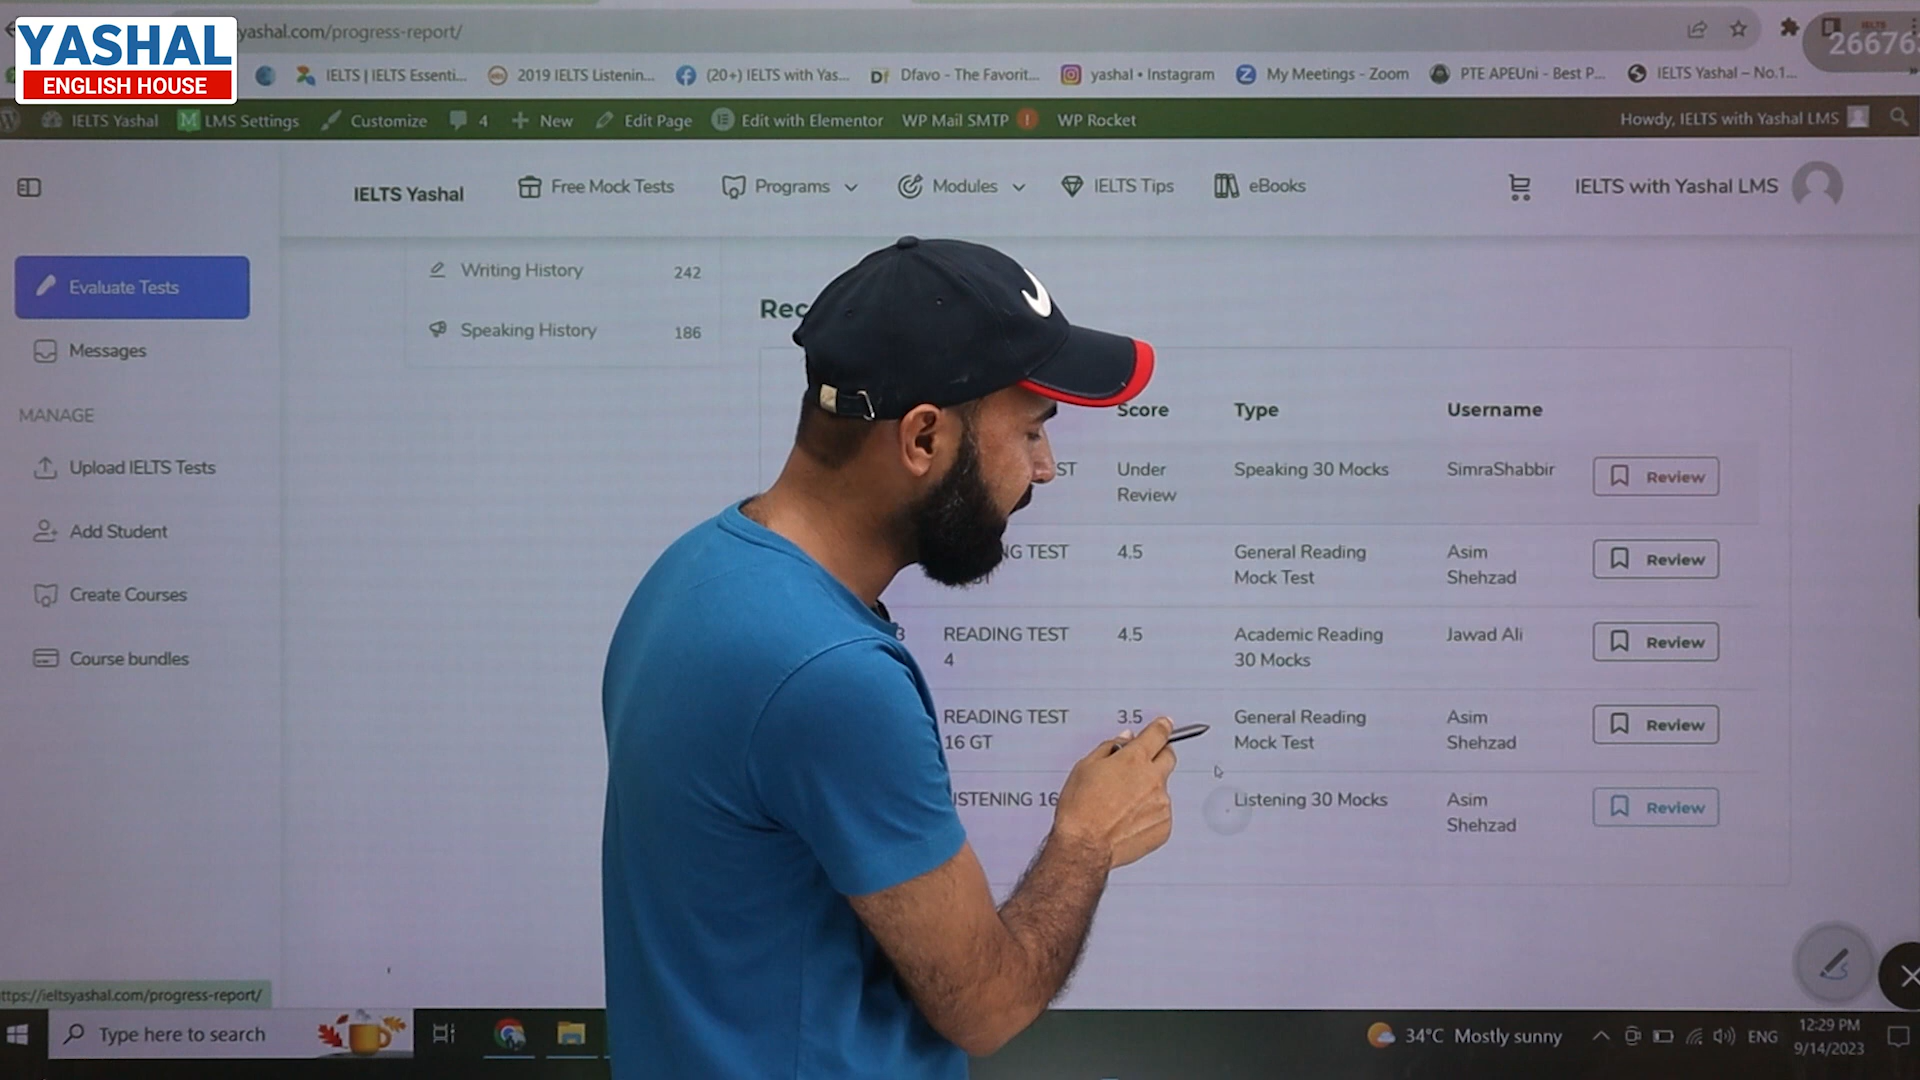 YASHAL
ENGLISH HOUSE
yashal.com/progress-report/
26676
IELTS | IELTS Essenti...
2019 IELTS Listenin...
(20+) IELTS with Yas...
Dfavo - The Favorit...
yashal • Instagram
My Meetings - Zoom
PTE APEUni - Best P...
IELTS Yashal – No.1...
IELTS Yashal
LMS Settings
Customize
4
New
Edit Page
Edit with Elementor
WP Mail SMTP
!
WP Rocket
Howdy, IELTS with Yashal LMS
IELTS Yashal
Free Mock Tests
Programs
Modules
IELTS Tips
eBooks
IELTS with Yashal LMS
Evaluate Tests
Messages
MANAGE
Upload IELTS Tests
Add Student
Create Courses
Course bundles
Writing History 242
Speaking History 186
Rec
Score Type Username
ST Under Review Speaking 30 Mocks SimraShabbir Review
NG TEST 4.5 General Reading Mock Test Asim Shehzad Review
3 READING TEST 4 4.5 Academic Reading 30 Mocks Jawad Ali Review
READING TEST 16 GT 3.5 General Reading Mock Test Asim Shehzad Review
ISTENING 16 Listening 30 Mocks Asim Shehzad Review
ttps://ieltsyashal.com/progress-report/
Type here to search
34°C Mostly sunny
ENG
12:29 PM
9/14/2023